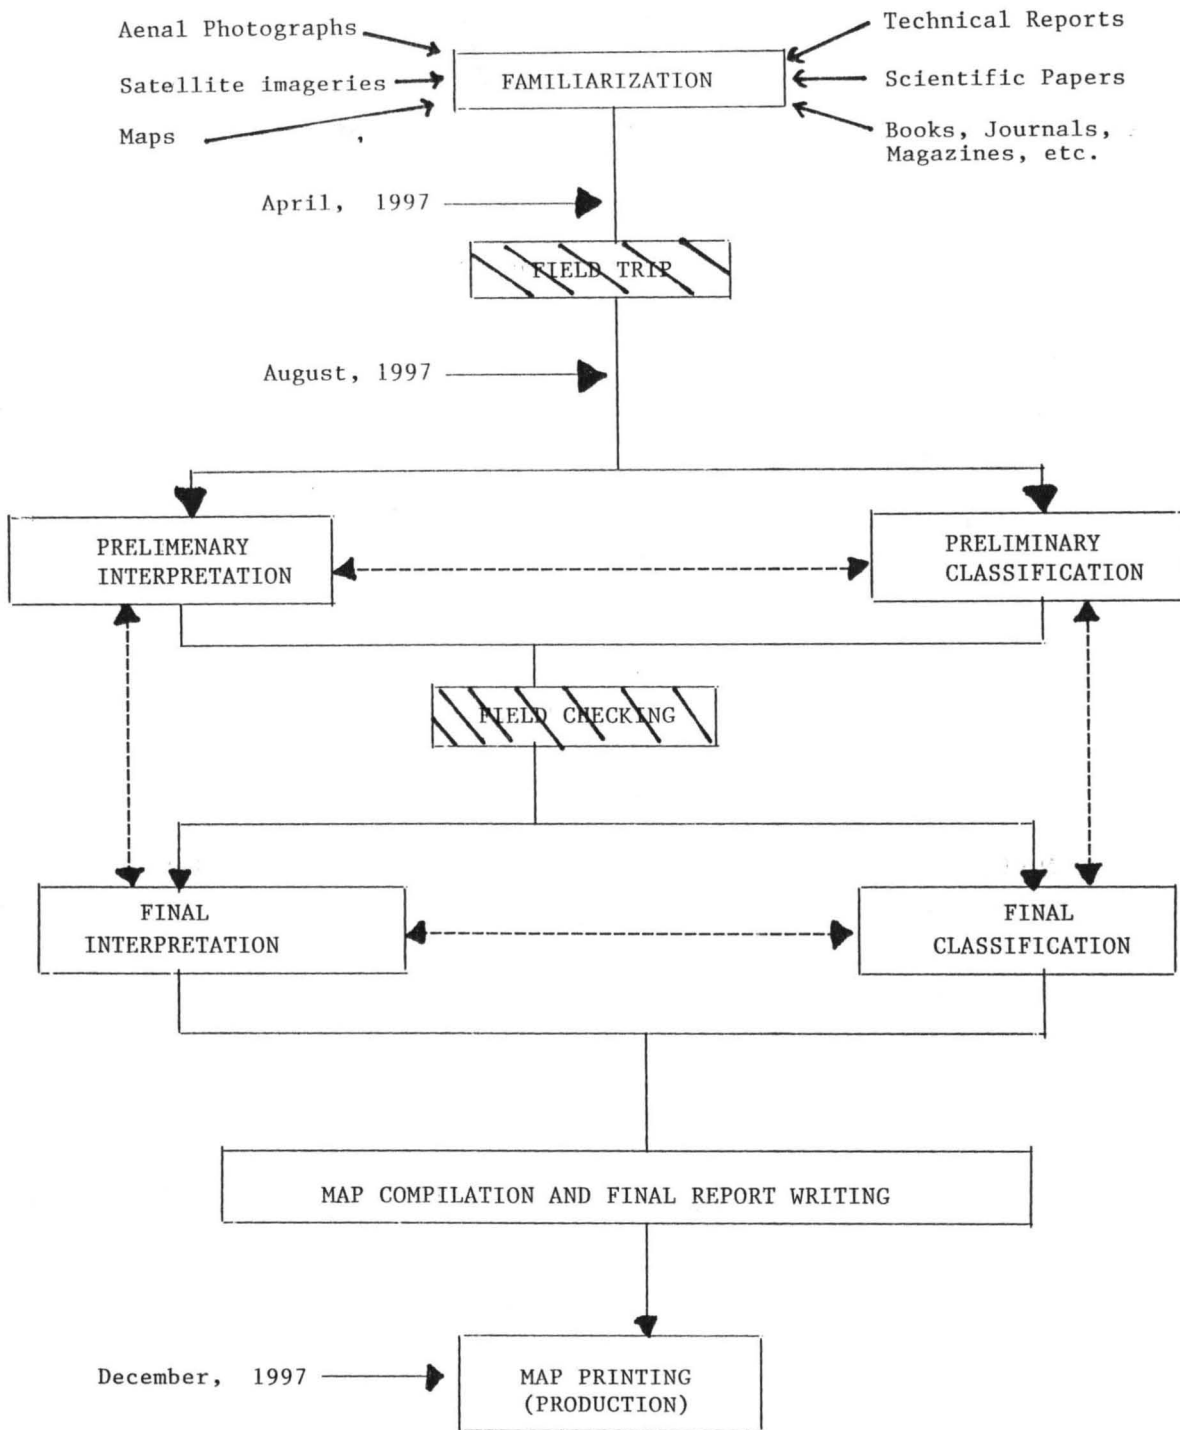 Aenal Photographs
Technical Reports
Satellite imageries
FAMILIARIZATION
Scientific Papers
Maps
Books, Journals,
Magazines, etc.
April, 1997
FIELD TRIP
August, 1997
PRELIMENARY
INTERPRETATION
PRELIMINARY
CLASSIFICATION
FIELD CHECKING
FINAL
INTERPRETATION
FINAL
CLASSIFICATION
MAP COMPILATION AND FINAL REPORT WRITING
December, 1997
MAP PRINTING
(PRODUCTION)